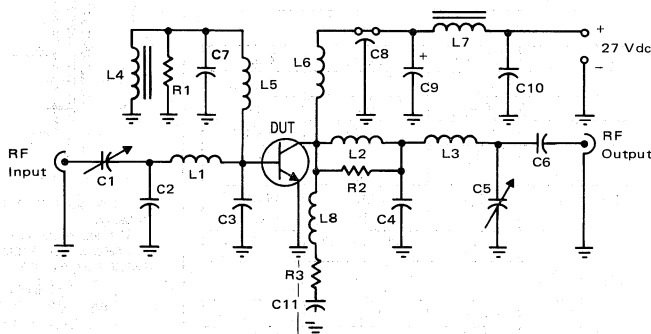 L4
R1
C7
L5
L6
C8
+
C9
L7
C10
+
27 Vdc
-
DUT
RF
Input
C1
C2
L1
C3
L2
R2
L3
C4
C5
C6
RF
Output
L8
R3
C11